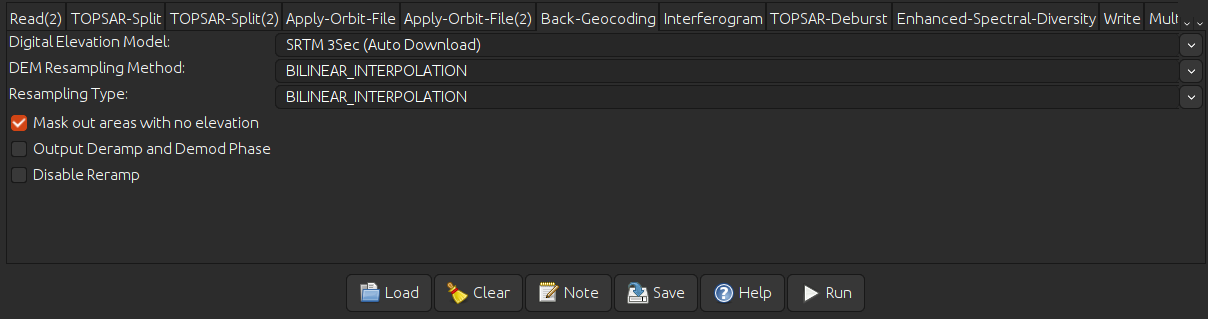 Read(2) TOPSAR-Split TOPSAR-Split(2) Apply-Orbit-File Apply-Orbit-File(2) Back-Geocoding Interferogram TOPSAR-Deburst Enhanced-Spectral-Diversity Write Mult
Digital Elevation Model: SRTM 3Sec (Auto Download)
DEM Resampling Method: BILINEAR_INTERPOLATION
Resampling Type: BILINEAR_INTERPOLATION
Mask out areas with no elevation
Output Deramp and Demod Phase
Disable Reramp
Load Clear Note Save Help Run